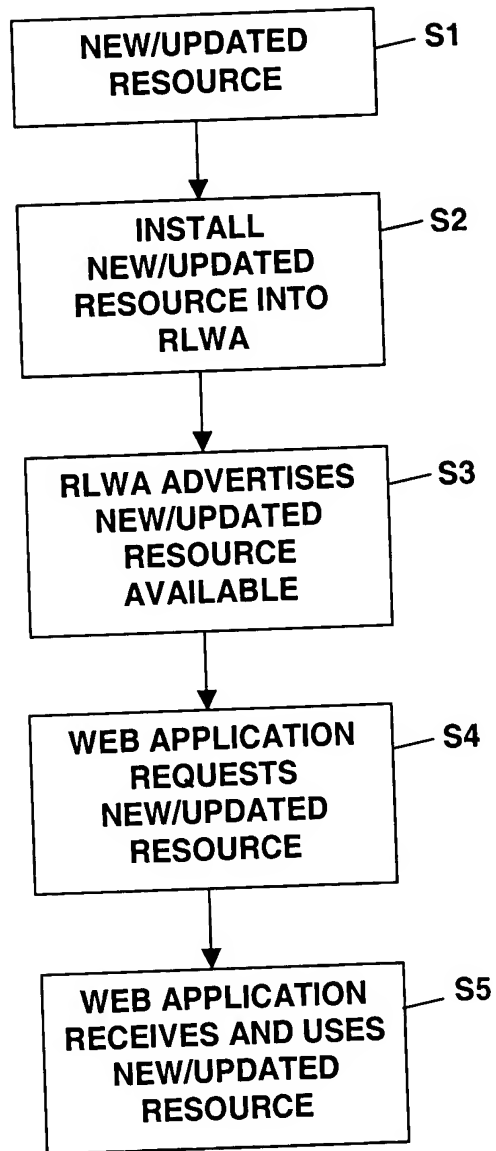 NEW/UPDATED
RESOURCE
S1
INSTALL
NEW/UPDATED
RESOURCE INTO
RLWA
S2
RLWA ADVERTISES
NEW/UPDATED
RESOURCE
AVAILABLE
S3
WEB APPLICATION
REQUESTS
NEW/UPDATED
RESOURCE
S4
WEB APPLICATION
RECEIVES AND USES
NEW/UPDATED
RESOURCE
S5